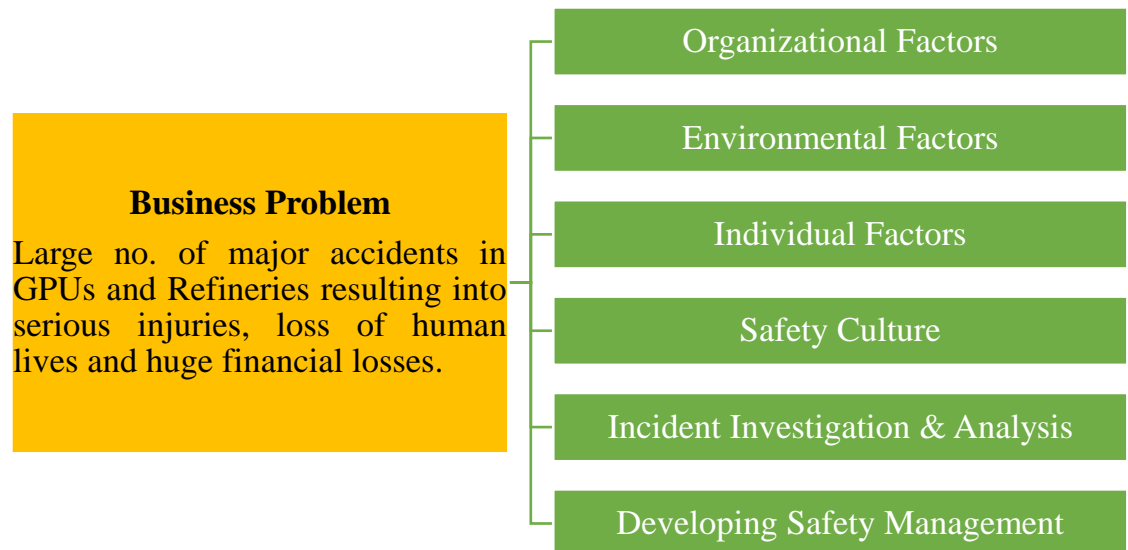 Business Problem
Large no. of major accidents in
GPUs and Refineries resulting into
serious injuries, loss of human
lives and huge financial losses.
Organizational Factors
Environmental Factors
Individual Factors
Safety Culture
Incident Investigation & Analysis
Developing Safety Management